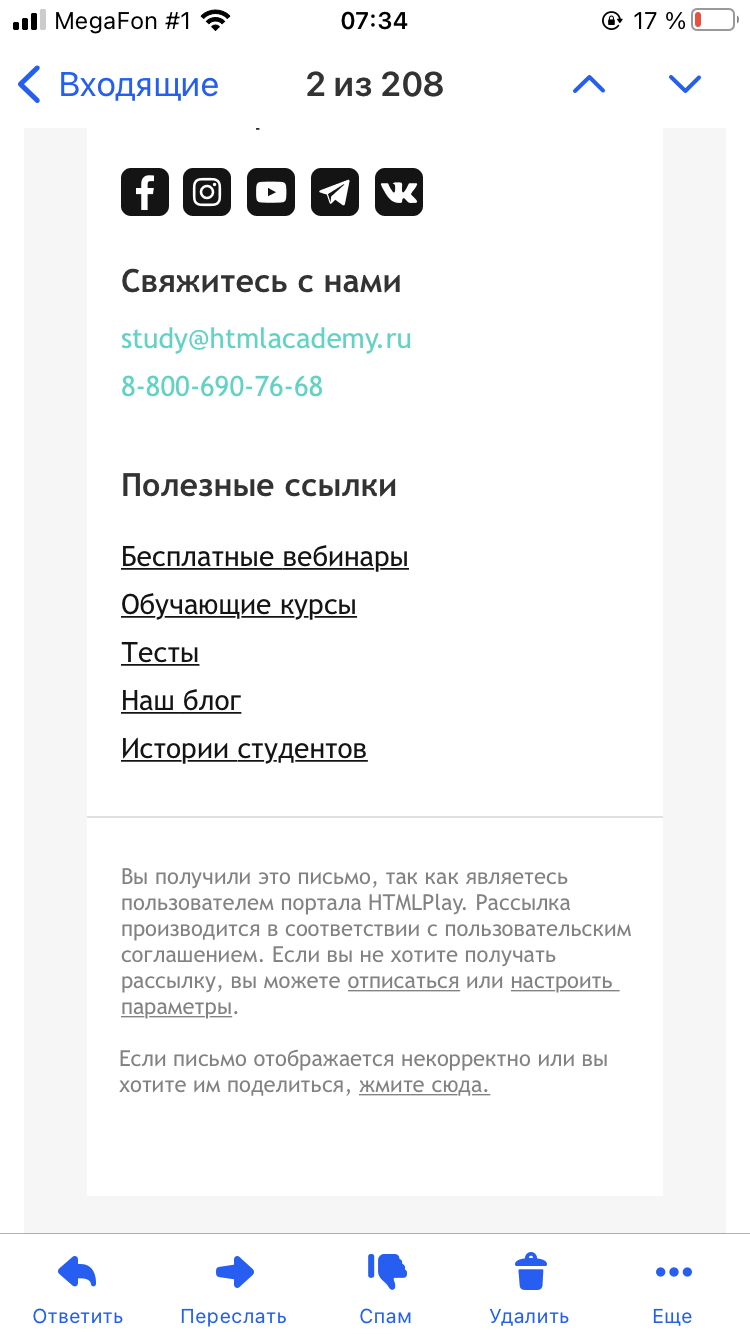 MegaFon #1 07:34 17 %
Входящие 2 из 208
Свяжитесь с нами
study@htmlacademy.ru
8-800-690-76-68
Полезные ссылки
Бесплатные вебинары
Обучающие курсы
Тесты
Наш блог
Истории студентов
Вы получили это письмо, так как являетесь
пользователем портала HTMLPlay. Рассылка
производится в соответствии с пользовательским
соглашением. Если вы не хотите получать
рассылку, вы можете отписаться или настроить
параметры.
Если письмо отображается некорректно или вы
хотите им поделиться, жмите сюда.
Ответить Переслать Спам Удалить Еще